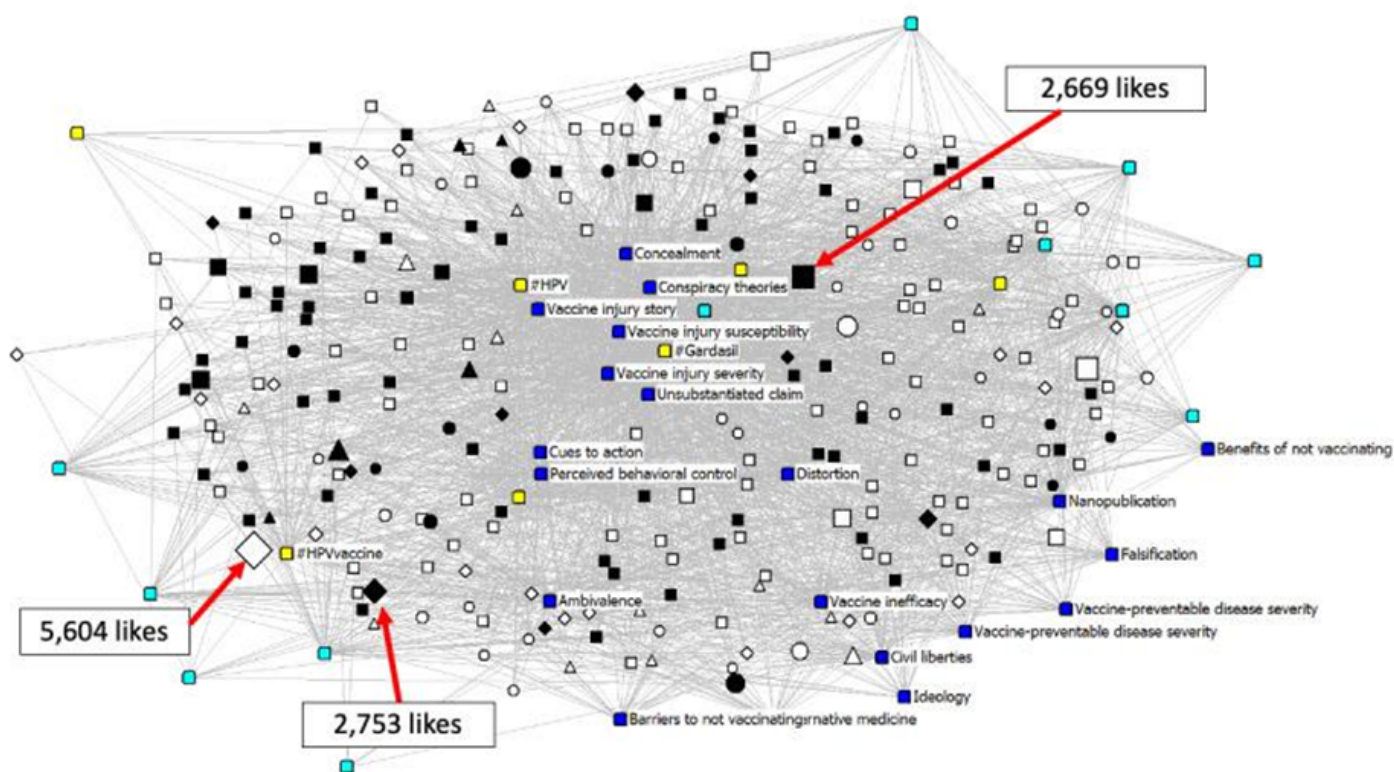 2,669 likes
Concealment
#HPV
Conspiracy theories
Vaccine injury story
Vaccine injury susceptibility
#Gardasil
Vaccine injury severity
Unsubstantiated claim
Cues to action
Benefits of not vaccinating
Perceived behavioral control
Distortion
Nanopublication
#HPVvaccine
Falsification
Ambivalence
Vaccine inefficacy
Vaccine-preventable disease severity
5,604 likes
Vaccine-preventable disease severity
Civil liberties
Ideology
2,753 likes
Barriers to not vaccinating medicine